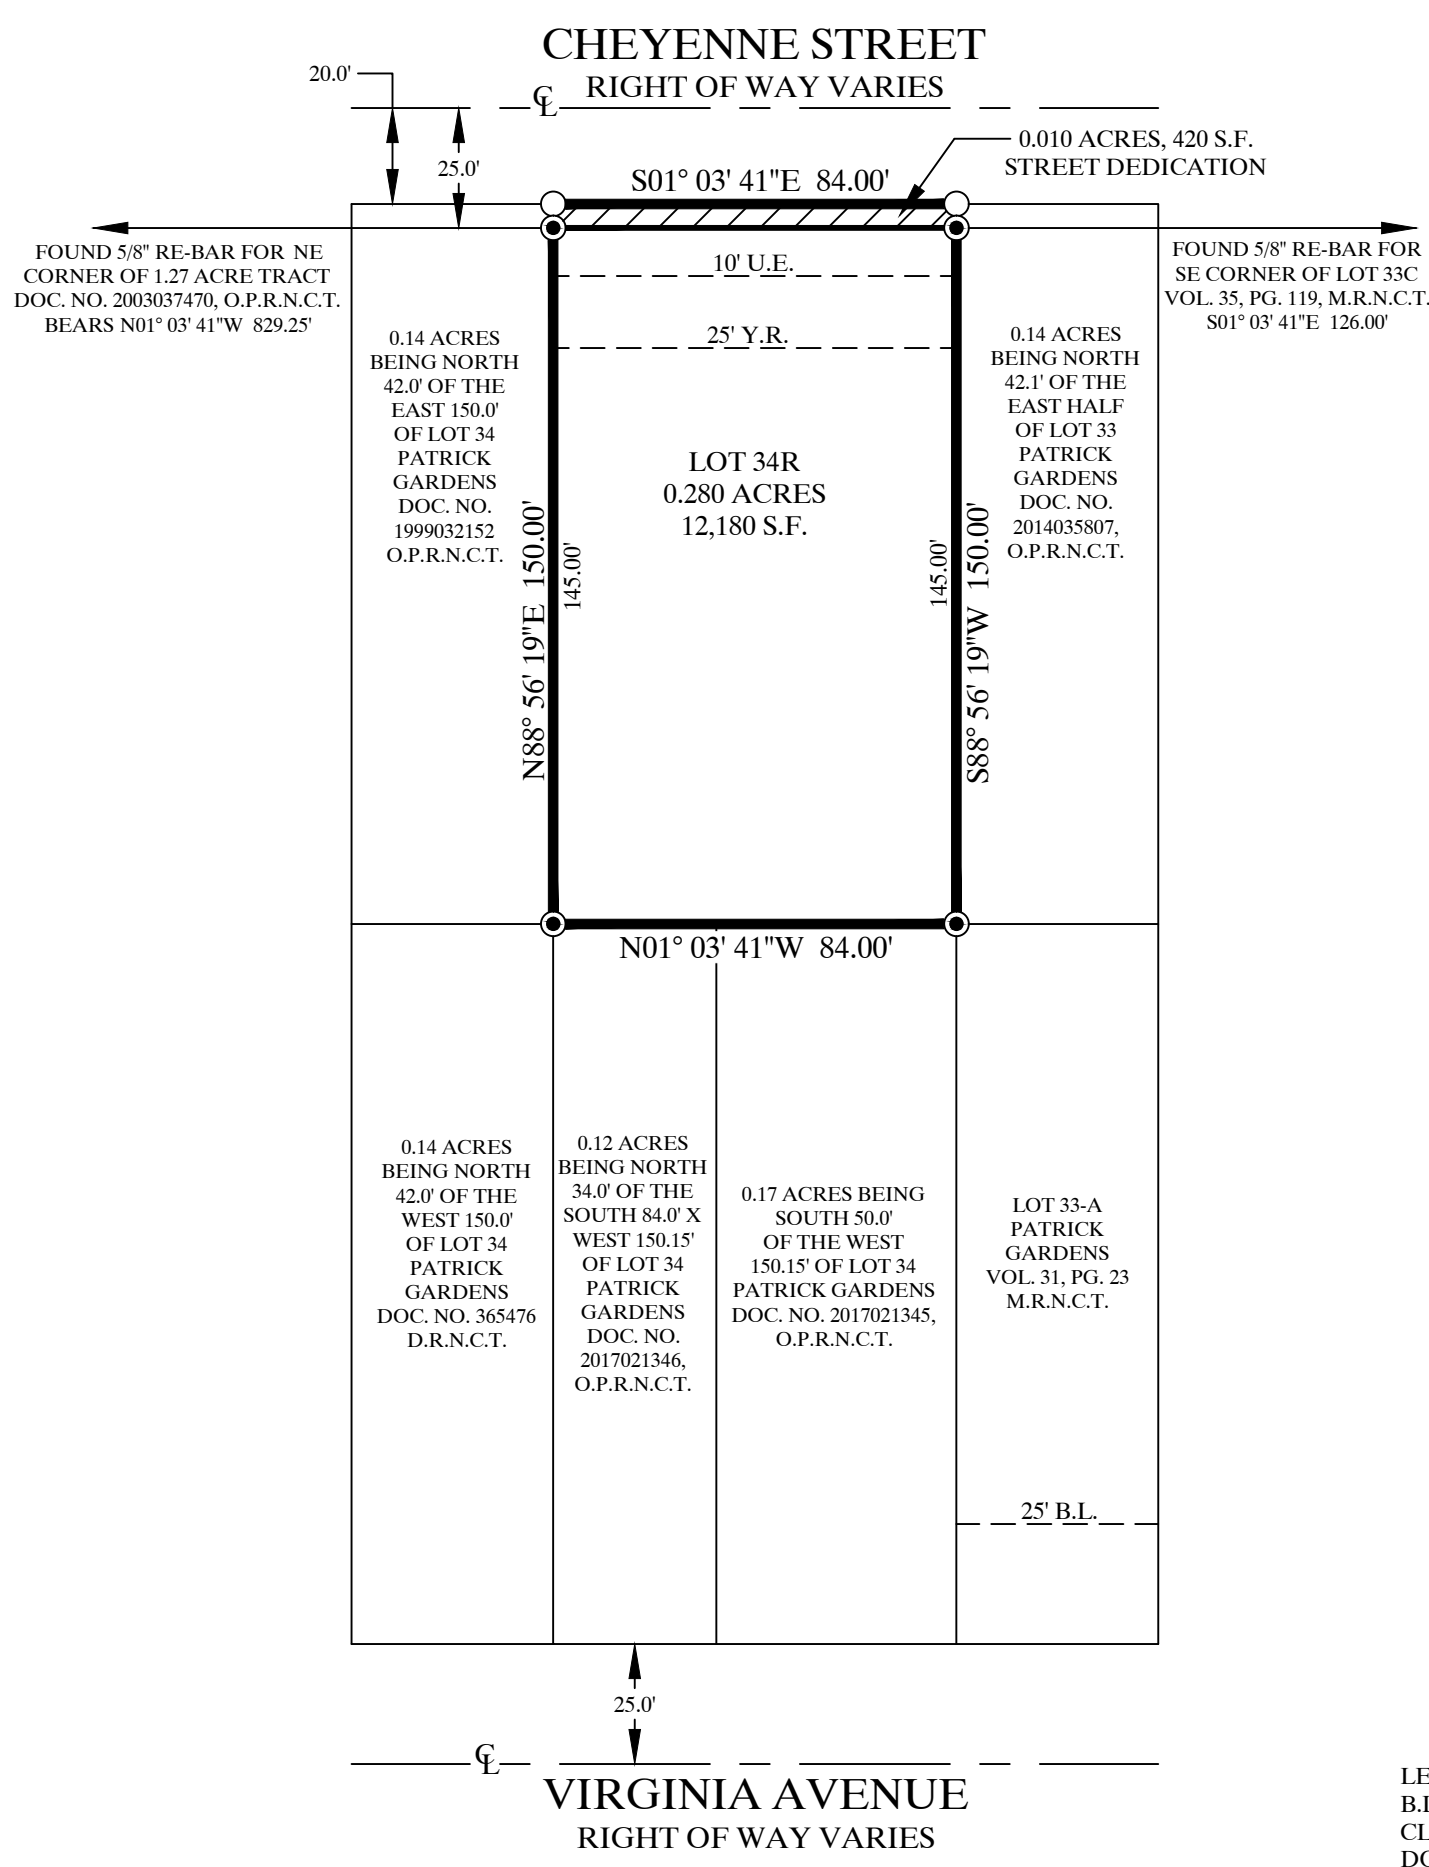 CHEYENNE STREET
RIGHT OF WAY VARIES
20.0'
℄
25.0'
0.010 ACRES, 420 S.F.
STREET DEDICATION
S01° 03' 41"E 84.00'
FOUND 5/8" RE-BAR FOR NE
CORNER OF 1.27 ACRE TRACT
DOC. NO. 2003037470, O.P.R.N.C.T.
BEARS N01° 03' 41"W 829.25'
FOUND 5/8" RE-BAR FOR
SE CORNER OF LOT 33C
VOL. 35, PG. 119, M.R.N.C.T.
S01° 03' 41"E 126.00'
10' U.E.
25' Y.R.
0.14 ACRES
BEING NORTH
42.0' OF THE
EAST 150.0'
OF LOT 34
PATRICK
GARDENS
DOC. NO.
1999032152
O.P.R.N.C.T.
LOT 34R
0.280 ACRES
12,180 S.F.
0.14 ACRES
BEING NORTH
42.1' OF THE
EAST HALF
OF LOT 33
PATRICK
GARDENS
DOC. NO.
2014035807,
O.P.R.N.C.T.
N88° 56' 19"E 150.00'
145.00'
145.00'
S88° 56' 19"W 150.00'
N01° 03' 41"W 84.00'
0.14 ACRES
BEING NORTH
42.0' OF THE
WEST 150.0'
OF LOT 34
PATRICK
GARDENS
DOC. NO. 365476
D.R.N.C.T.
0.12 ACRES
BEING NORTH
34.0' OF THE
SOUTH 84.0' X
WEST 150.15'
OF LOT 34
PATRICK
GARDENS
DOC. NO.
2017021346,
O.P.R.N.C.T.
0.17 ACRES BEING
SOUTH 50.0'
OF THE WEST
150.15' OF LOT 34
PATRICK GARDENS
DOC. NO. 2017021345,
O.P.R.N.C.T.
LOT 33-A
PATRICK
GARDENS
VOL. 31, PG. 23
M.R.N.C.T.
25' B.L.
25.0'
℄
VIRGINIA AVENUE
RIGHT OF WAY VARIES